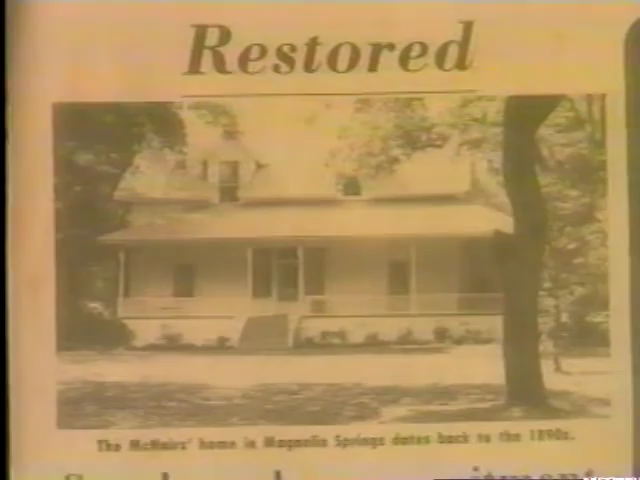 Restored
The McNairs' home in Magnolia Springs dates back to the 1890s.